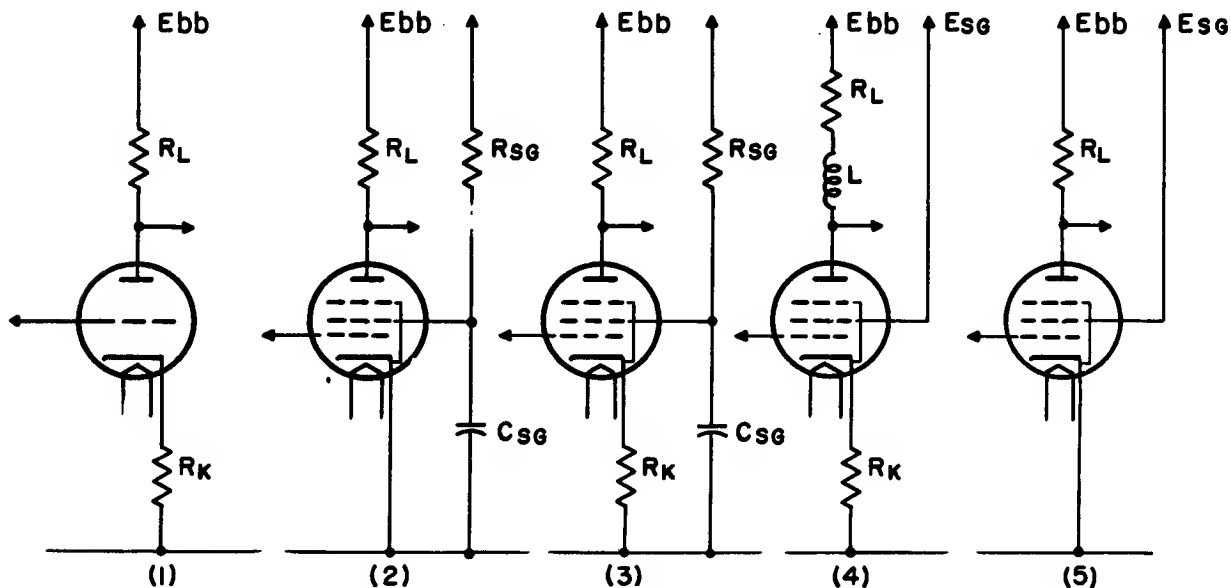 Ebb Ebb Ebb Ebb ESG Ebb ESG
RL RL RSG RL RSG RL L RL
CSG CSG
RK RK RK
(1) (2) (3) (4) (5)